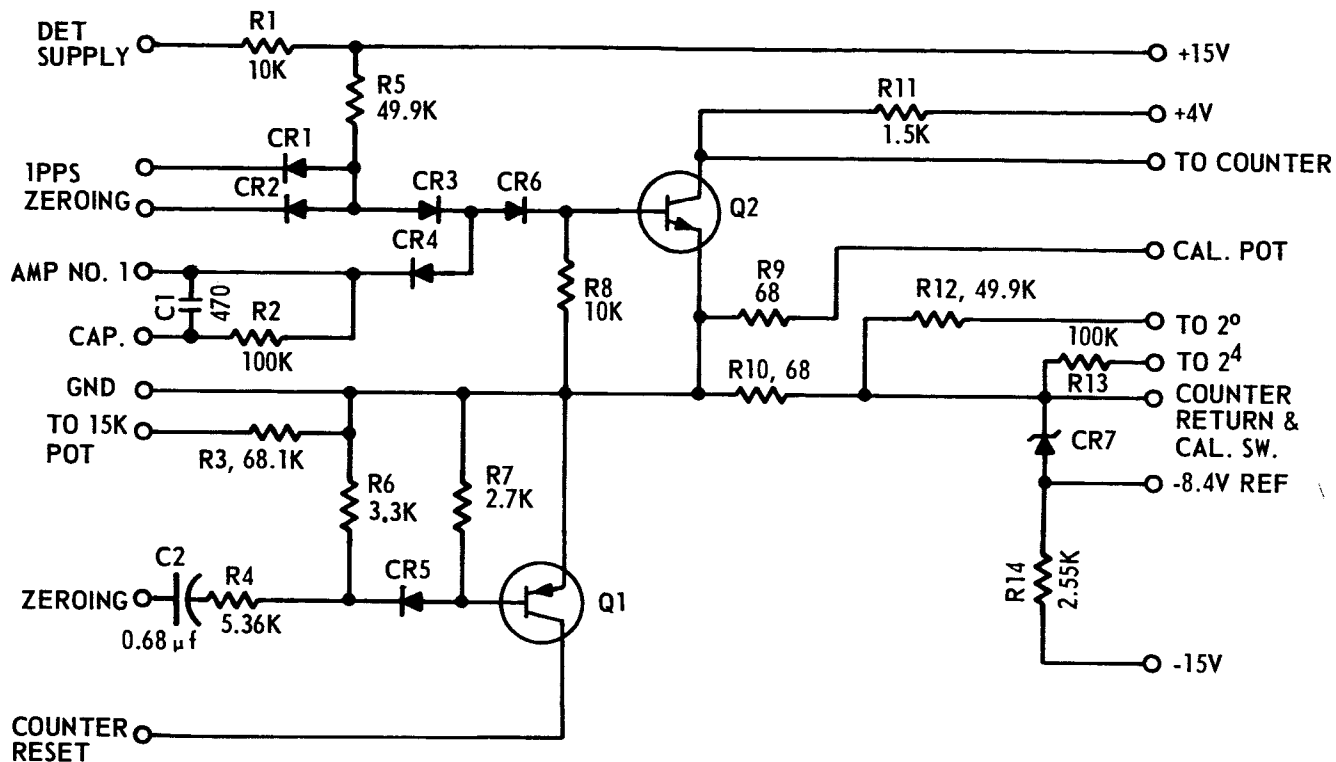 DET
SUPPLY
R1
10K
R5
49.9K
+15V
R11
1.5K
+4V
1PPS
CR1
TO COUNTER
ZEROING
CR2
CR3
CR6
Q2
AMP NO. 1
CR4
CAL. POT
C1
470
R2
100K
R8
10K
R9
68
R12, 49.9K
CAP.
TO 2⁰
100K
TO 2⁴
R13
GND
R10, 68
COUNTER
RETURN &
CAL. SW.
TO 15K
POT
R3, 68.1K
CR7
R6
3.3K
R7
2.7K
-8.4V REF
C2
R4
CR5
ZEROING
5.36K
0.68 μf
Q1
R14
2.55K
-15V
COUNTER
RESET